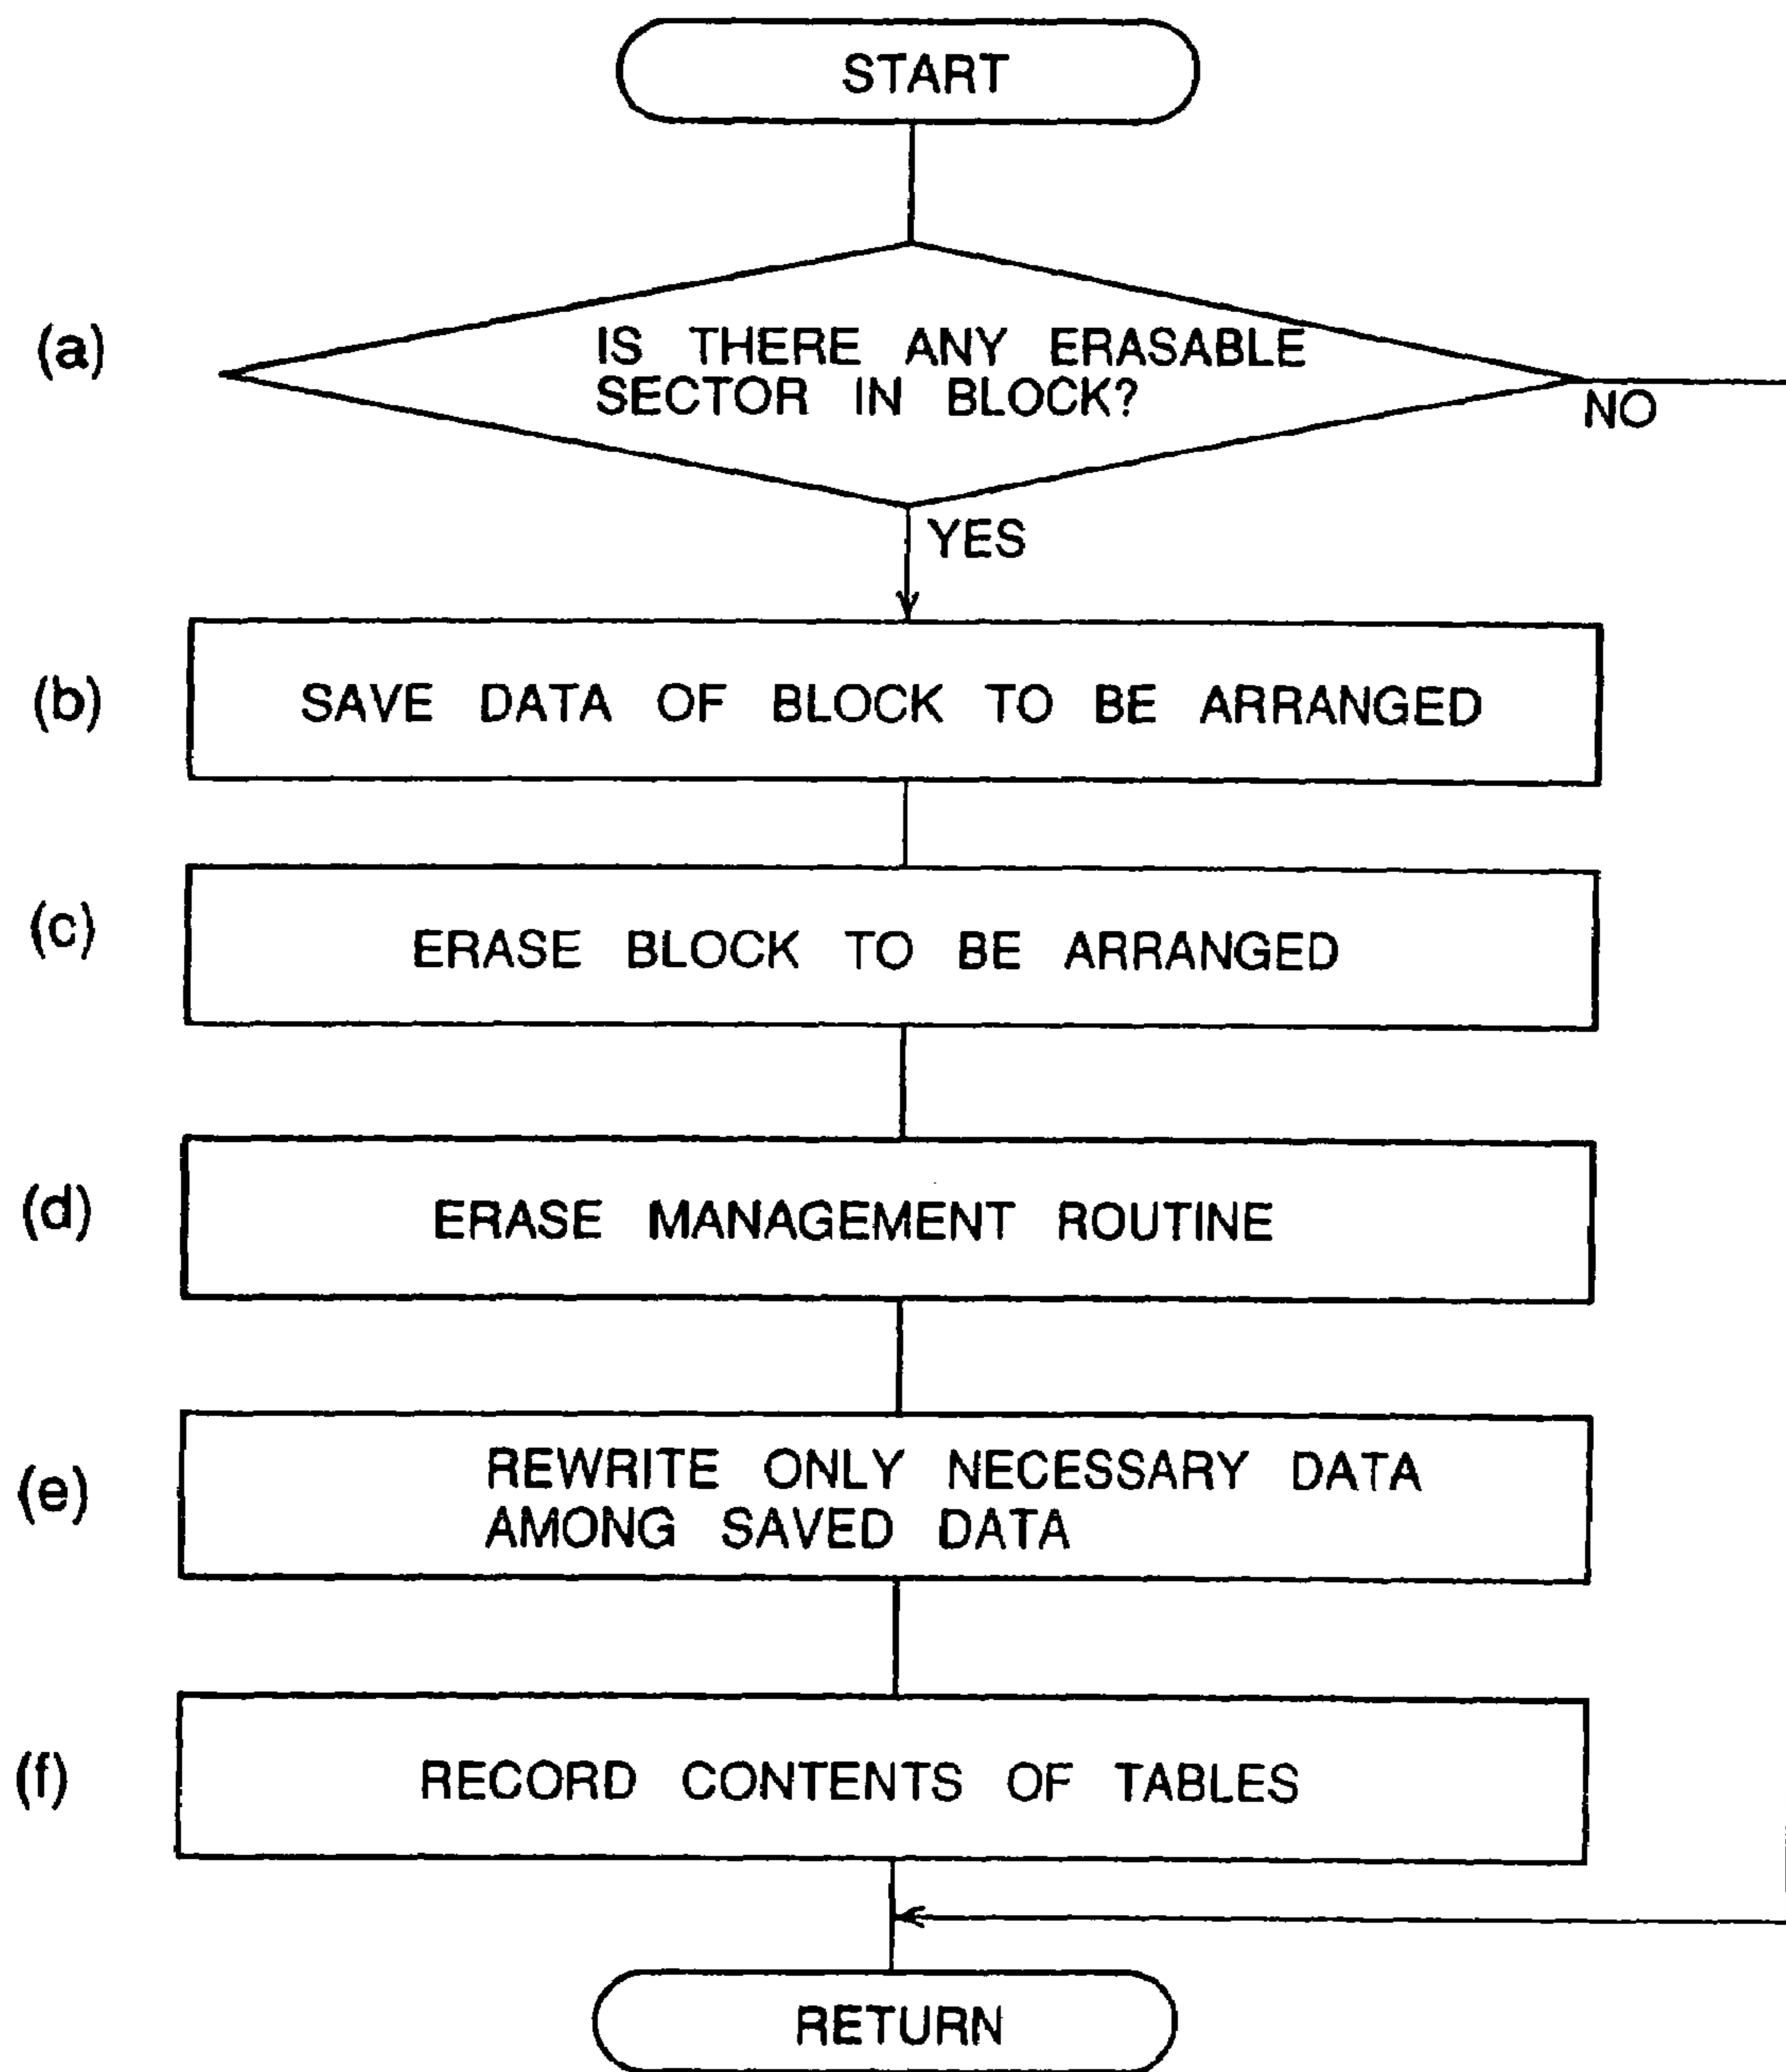 START
(a)
IS THERE ANY ERASABLE
SECTOR IN BLOCK?
NO
YES
(b)
SAVE DATA OF BLOCK TO BE ARRANGED
(c)
ERASE BLOCK TO BE ARRANGED
(d)
ERASE MANAGEMENT ROUTINE
(e)
REWRITE ONLY NECESSARY DATA
AMONG SAVED DATA
(f)
RECORD CONTENTS OF TABLES
RETURN